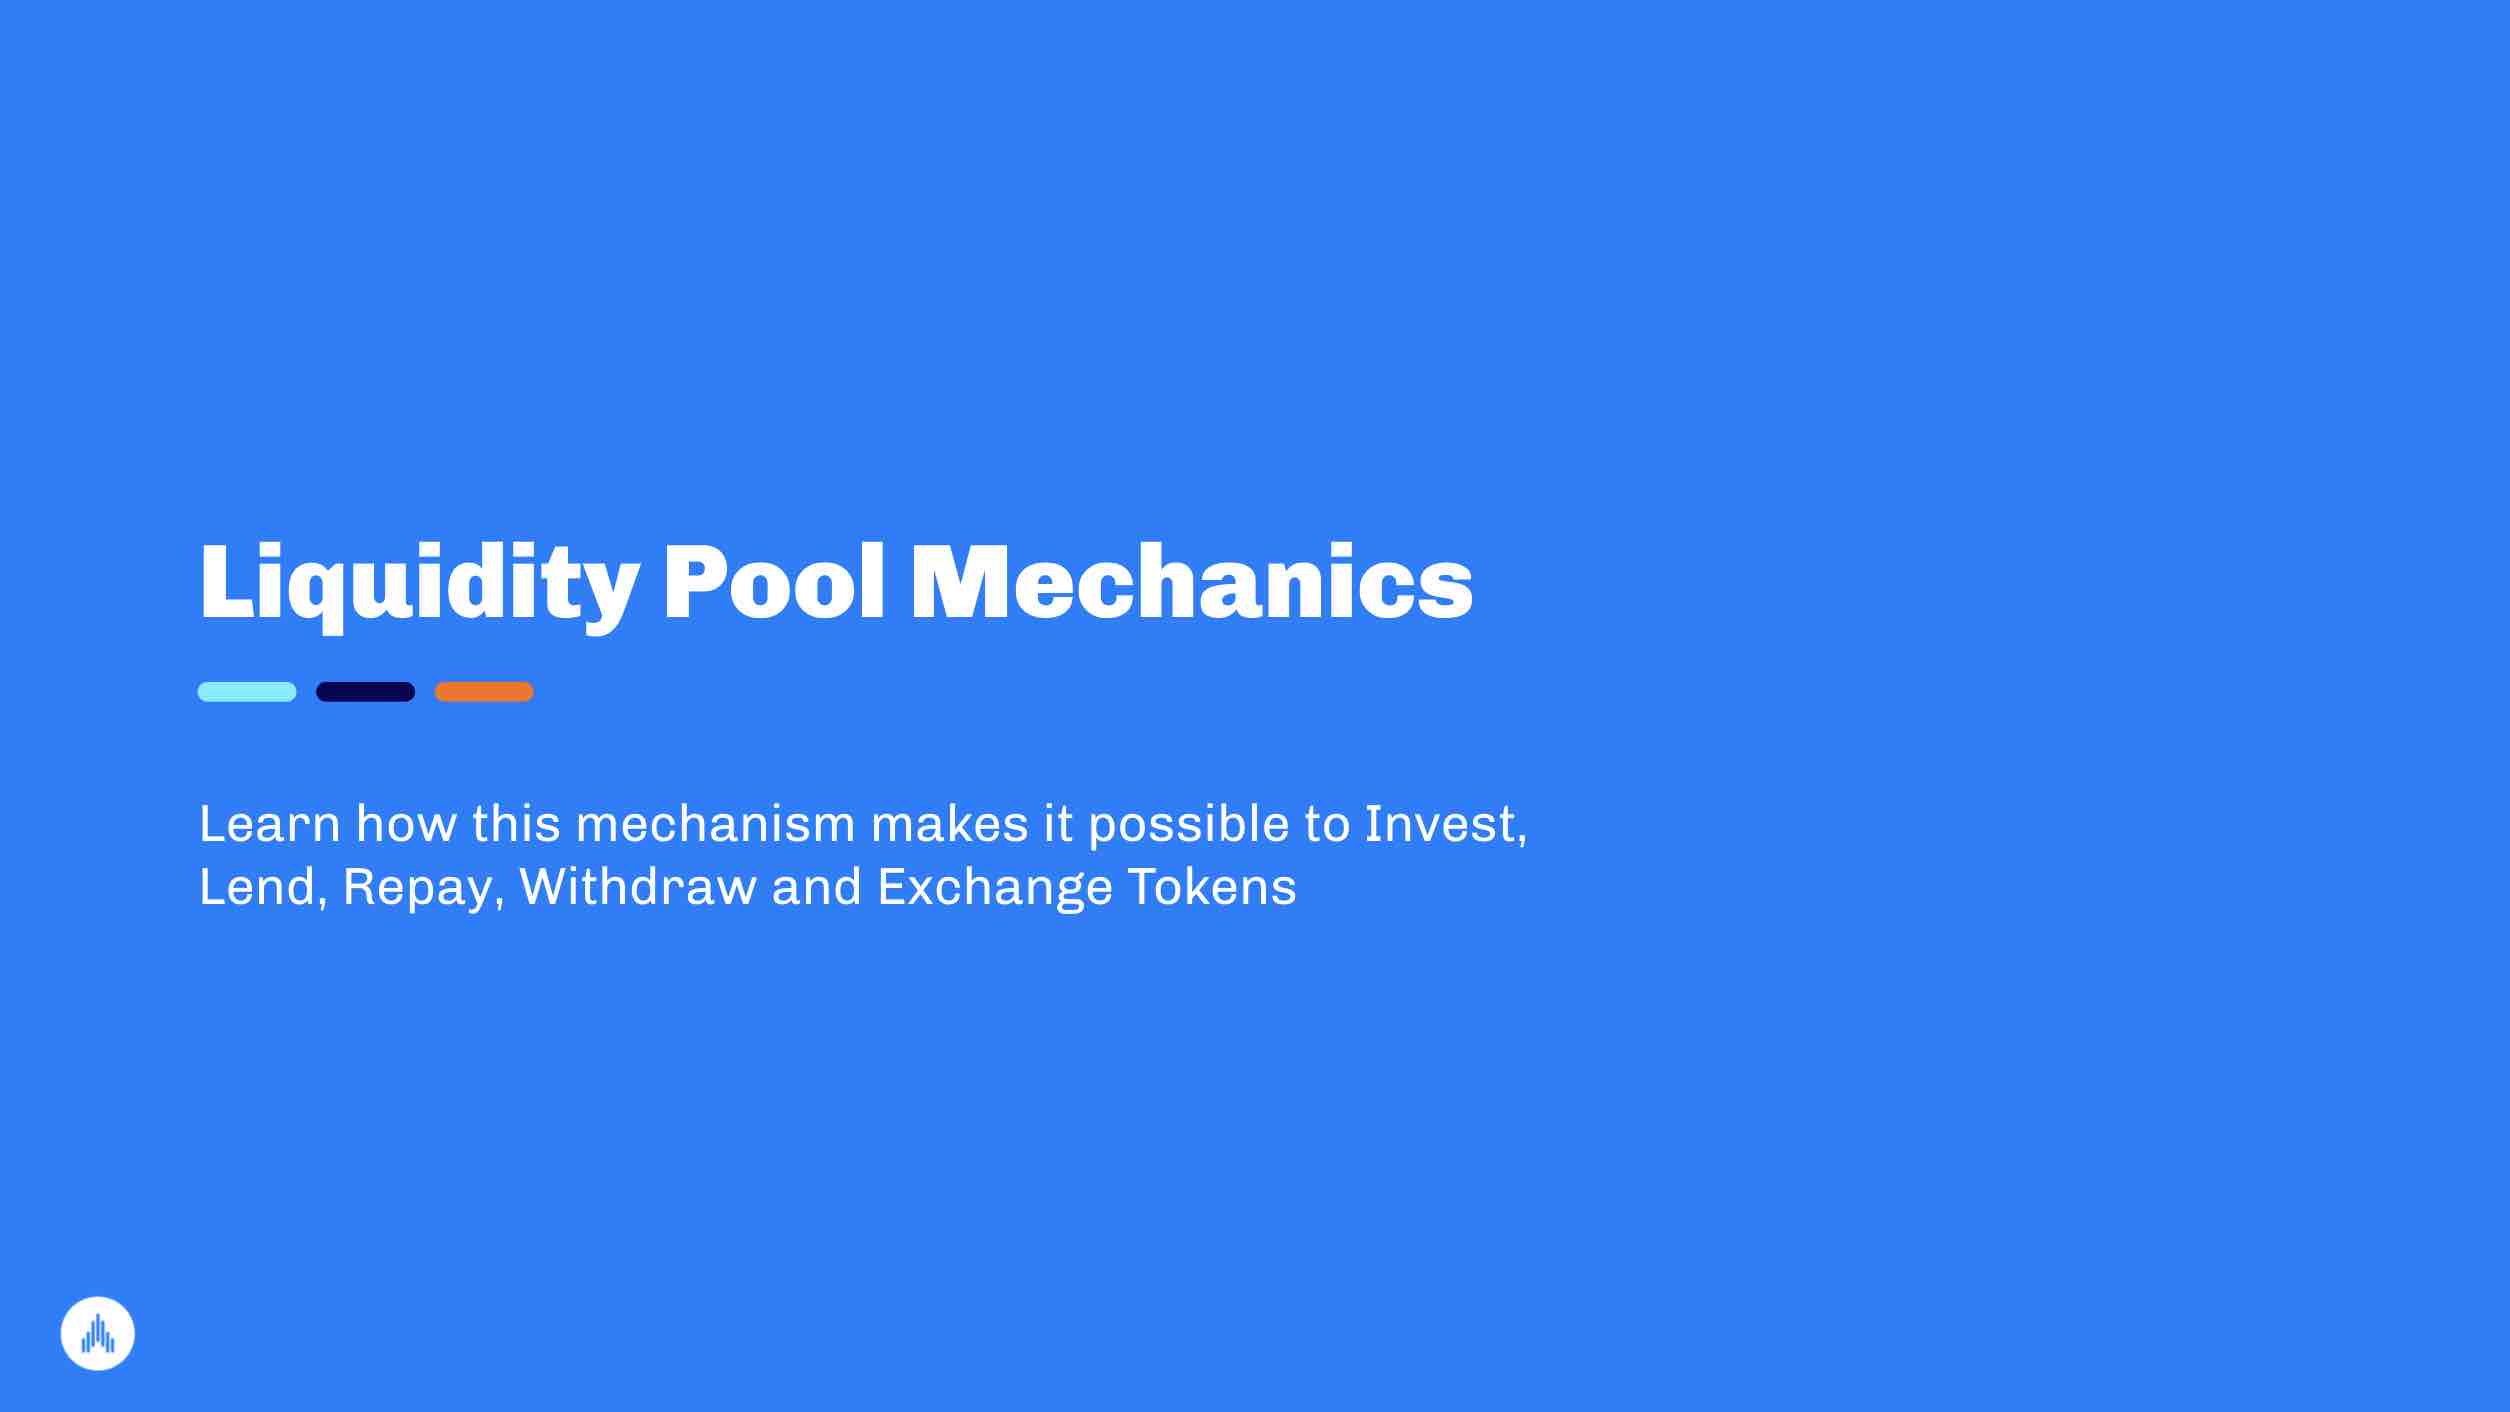 Liquidity Pool Mechanics
Learn how this mechanism makes it possible to Invest,
Lend, Repay, Withdraw and Exchange Tokens